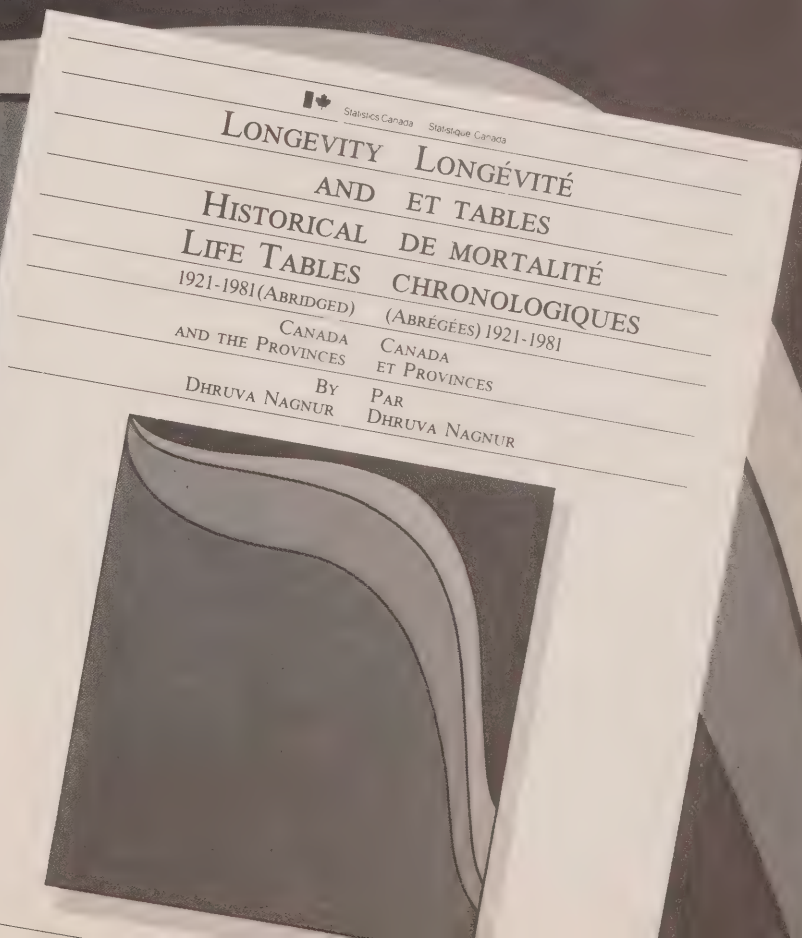 Statistics Canada Statistique Canada
LONGEVITY LONGÉVITÉ
AND ET TABLES
HISTORICAL DE MORTALITÉ
LIFE TABLES CHRONOLOGIQUES
1921-1981 (ABRIDGED) (ABRÉGÉES) 1921-1981
CANADA CANADA
AND THE PROVINCES ET PROVINCES
BY PAR
DHRUVA NAGNUR DHRUVA NAGNUR